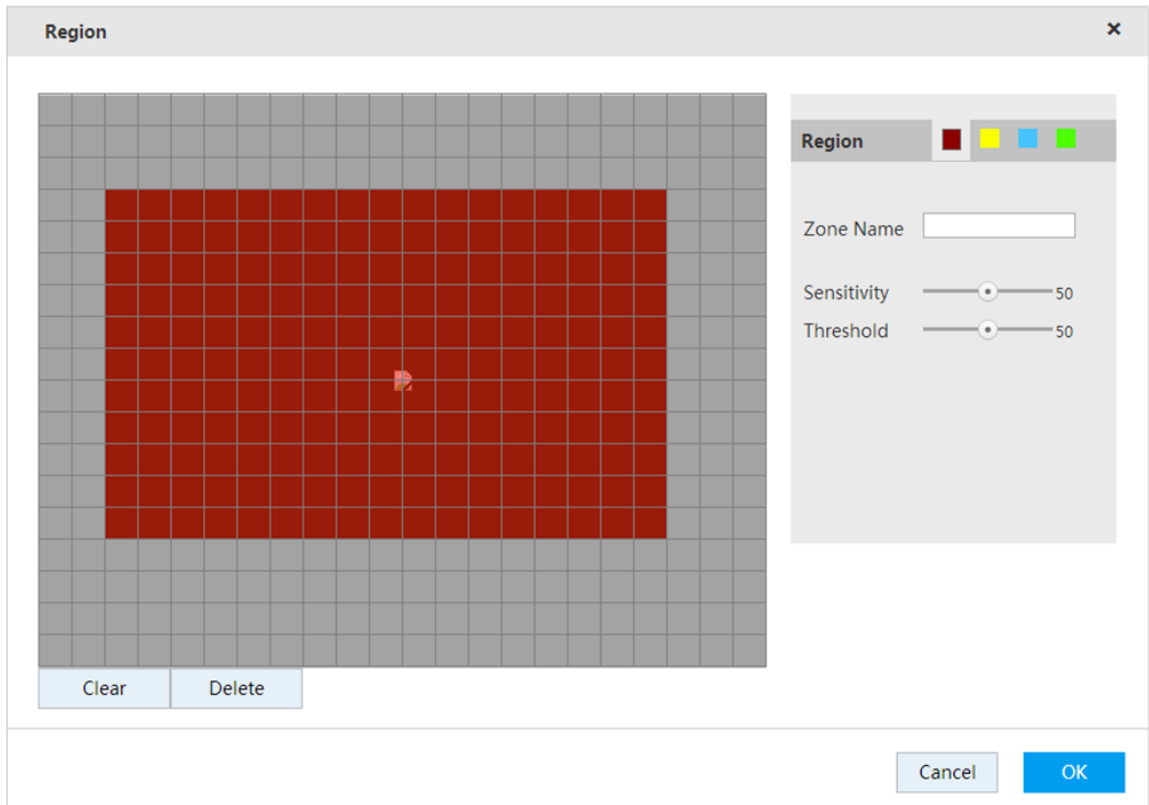 Region
×
Region
Zone Name
Sensitivity 50
Threshold 50
Clear Delete
Cancel OK